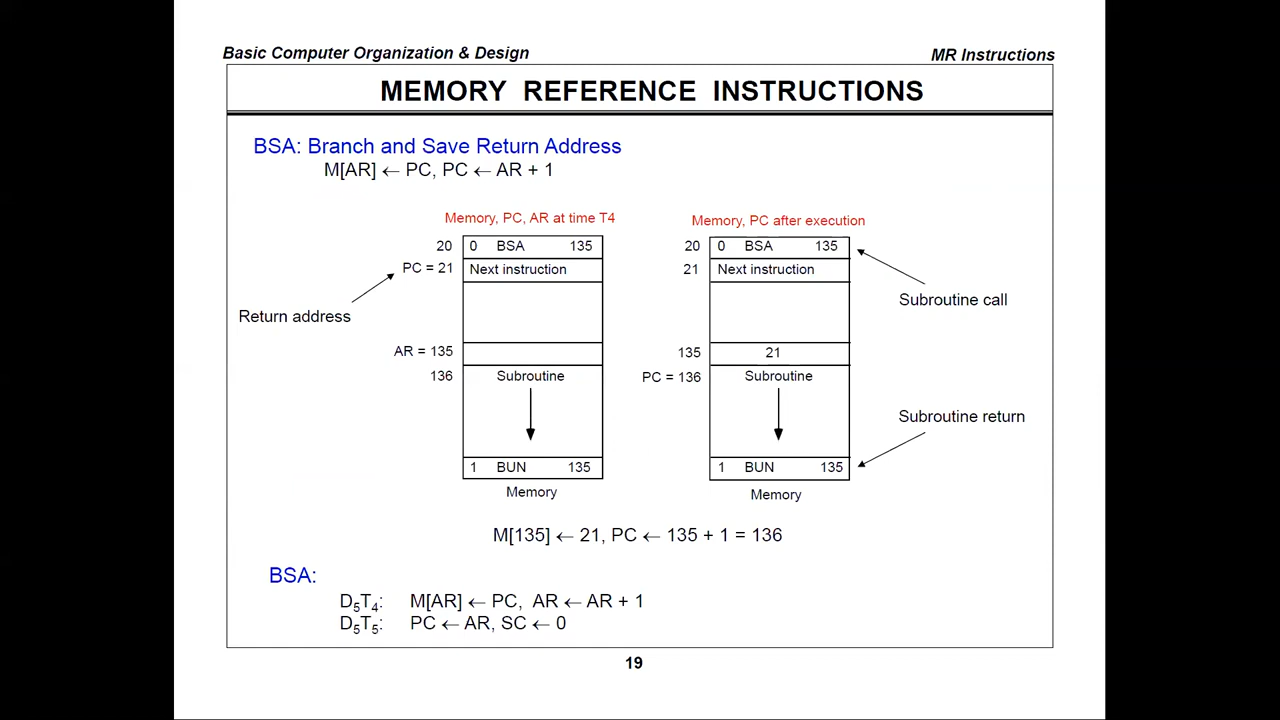 Basic Computer Organization & Design
MR Instructions
MEMORY REFERENCE INSTRUCTIONS
BSA: Branch and Save Return Address
M[AR] ← PC, PC ← AR + 1
Memory, PC, AR at time T4
20 0 BSA 135
PC = 21 Next instruction
Return address
AR = 135
136 Subroutine
1 BUN 135
Memory
Memory, PC after execution
20 0 BSA 135
21 Next instruction
Subroutine call
135 21
PC = 136 Subroutine
Subroutine return
1 BUN 135
Memory
M[135] ← 21, PC ← 135 + 1 = 136
BSA:
D5T4: M[AR] ← PC, AR ← AR + 1
D5T5: PC ← AR, SC ← 0
19